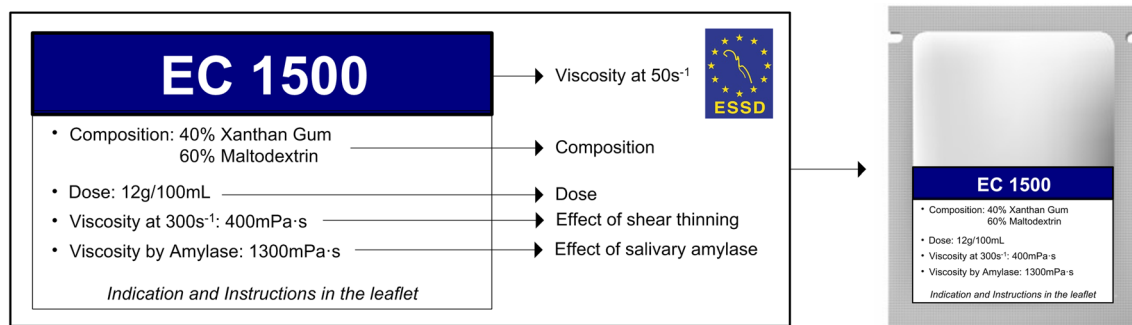 EC 1500
Viscosity at 50s⁻¹
ESSD
• Composition: 40% Xanthan Gum
60% Maltodextrin
Composition
• Dose: 12g/100mL
Dose
• Viscosity at 300s⁻¹: 400mPa·s
Effect of shear thinning
• Viscosity by Amylase: 1300mPa·s
Effect of salivary amylase
Indication and Instructions in the leaflet
EC 1500
• Composition: 40% Xanthan Gum
60% Maltodextrin
• Dose: 12g/100mL
• Viscosity at 300s⁻¹: 400mPa·s
• Viscosity by Amylase: 1300mPa·s
Indication and Instructions in the leaflet